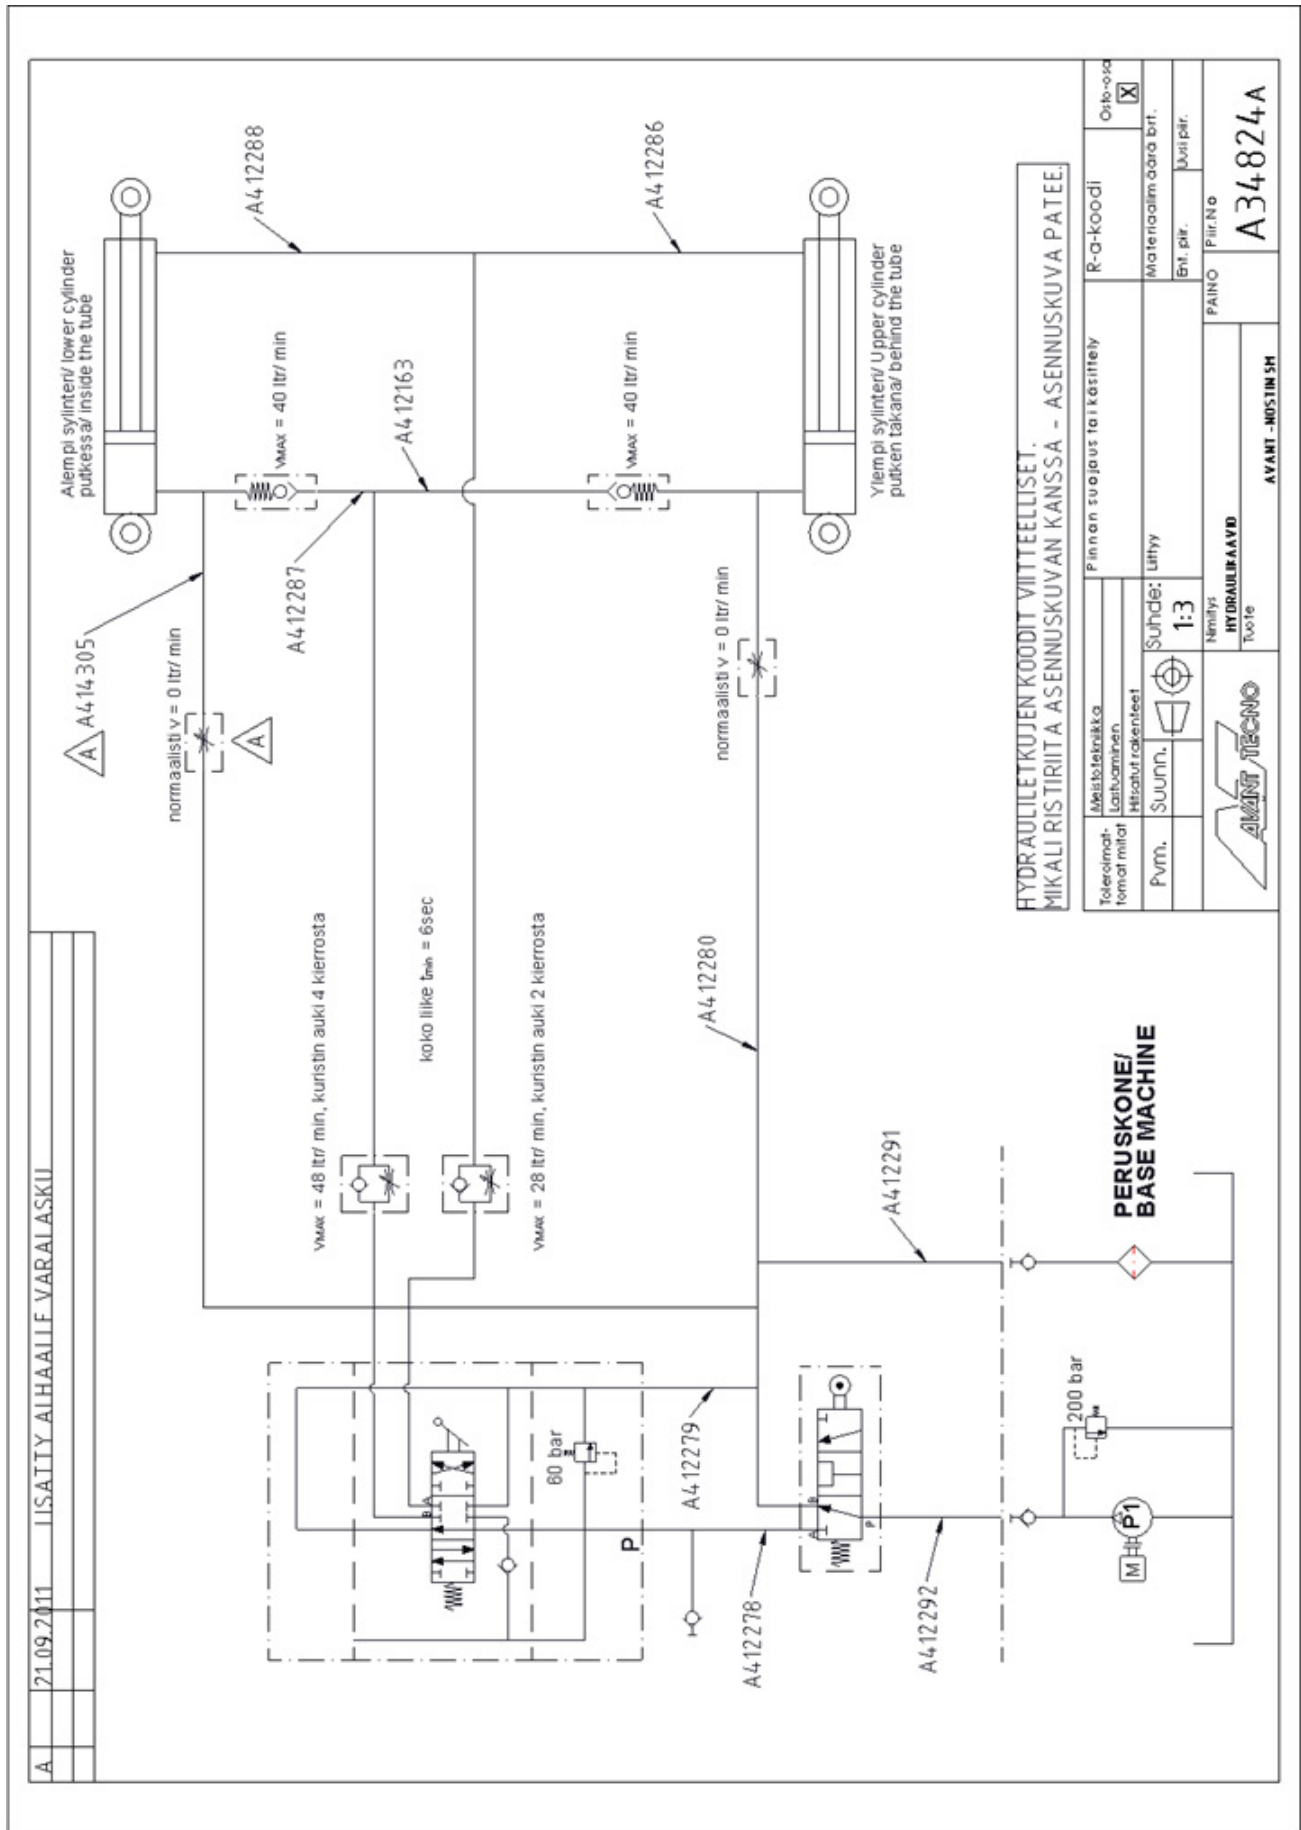 A 21.09.2011 LISATTY ALHAALLE VARALASKU
Alempi sylinteri/ lower cylinder
putkessa/ inside the tube
A412288
A412286
Ylempi sylinteri/ Upper cylinder
putken takana/ behind the tube
VMAX = 40 ltr/ min
A412163
VMAX = 40 ltr/ min
A414305
A
A412287
normaalisti v = 0 ltr/ min
A
normaalisti v = 0 ltr/ min
VMAX = 48 ltr/ min, kuristin auki 4 kierrosta
koko liike tmin = 6sec
VMAX = 28 ltr/ min, kuristin auki 2 kierrosta
A412280
A412291
60 bar
B A
P
A412279
A412278
A B
P
A412292
200 bar
M
P1
PERUSKONE/
BASE MACHINE
HYDRAULILETKUJEN KOODIT VIITTEELLISET.
MIKALI RISTIRIITA ASENNUSKUVAN KANSSA - ASENNUSKUVA PATEE.
Toleroimat-
tomat mitat
Meistotekniikka
Lastuaminen
Hitsatut rakenteet
Pinnan suojaus tai käsittely
R-a-koodi
Osto-osa
X
Pvm.
Suunn.
Suhde:
1:3
Liittyy
Materiaalim äärä brt.
Ent. piir.
Uusi piir.
AVANT TECNO
Nimitys
HYDRAULIKAAVIO
Tuote
AVANT -NOSTIN SM
PAINO
Piir.No
A34824A